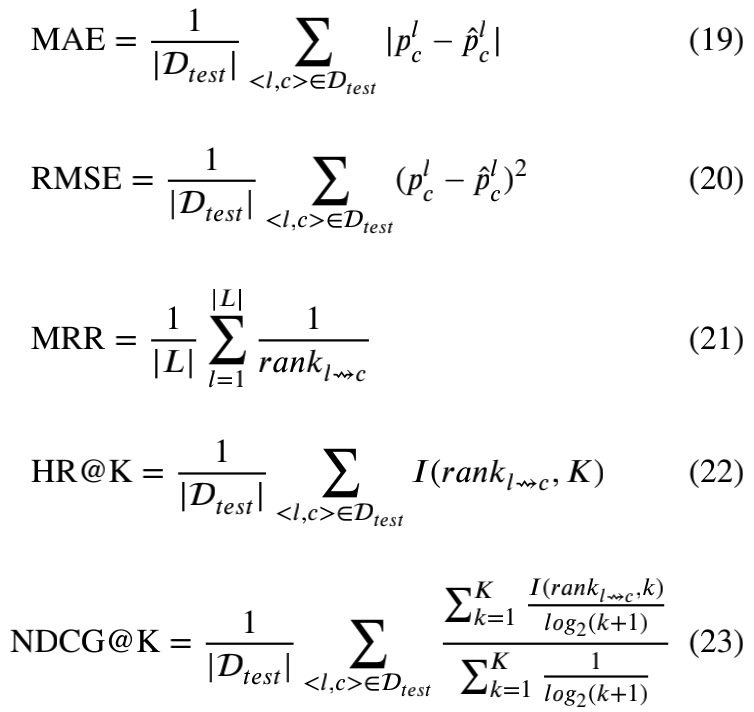 MAE = \frac{1}{|\mathcal{D}_{test}|} \sum_{<l,c>\in\mathcal{D}_{test}} |p_c^l - \hat{p}_c^l| (19)
RMSE = \frac{1}{|\mathcal{D}_{test}|} \sum_{<l,c>\in\mathcal{D}_{test}} (p_c^l - \hat{p}_c^l)^2 (20)
MRR = \frac{1}{|L|} \sum_{l=1}^{|L|} \frac{1}{rank_{l⇝c}} (21)
HR@K = \frac{1}{|\mathcal{D}_{test}|} \sum_{<l,c>\in\mathcal{D}_{test}} I(rank_{l⇝c}, K) (22)
NDCG@K = \frac{1}{|\mathcal{D}_{test}|} \sum_{<l,c>\in\mathcal{D}_{test}} \frac{\sum_{k=1}^{K} \frac{I(rank_{l⇝c},k)}{log_2(k+1)}}{\sum_{k=1}^{K} \frac{1}{log_2(k+1)}} (23)